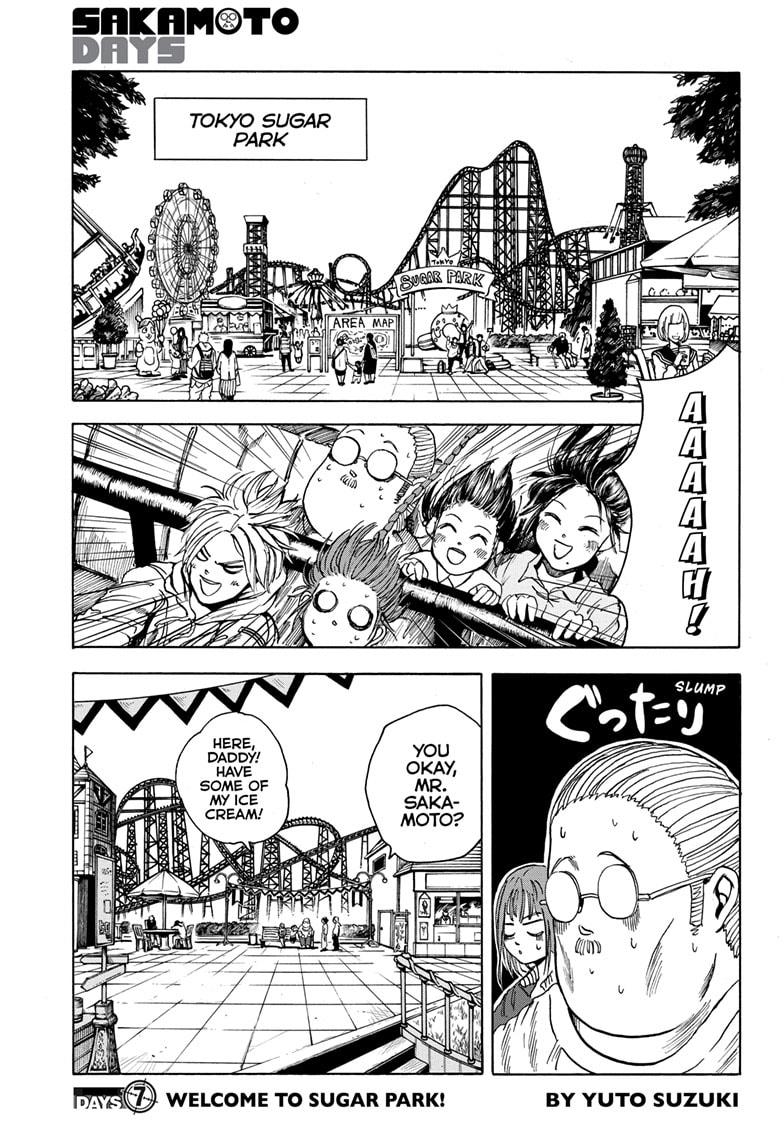 SAKAMOTO
DAYS
TOKYO SUGAR
PARK
TOKYO
SUGAR PARK
AREA MAP
AAAAAAH!
SLUMP
ぐったり
YOU
OKAY,
MR.
SAKA-
MOTO?
HERE,
DADDY!
HAVE
SOME OF
MY ICE
CREAM!
DAYS 7 WELCOME TO SUGAR PARK!
BY YUTO SUZUKI